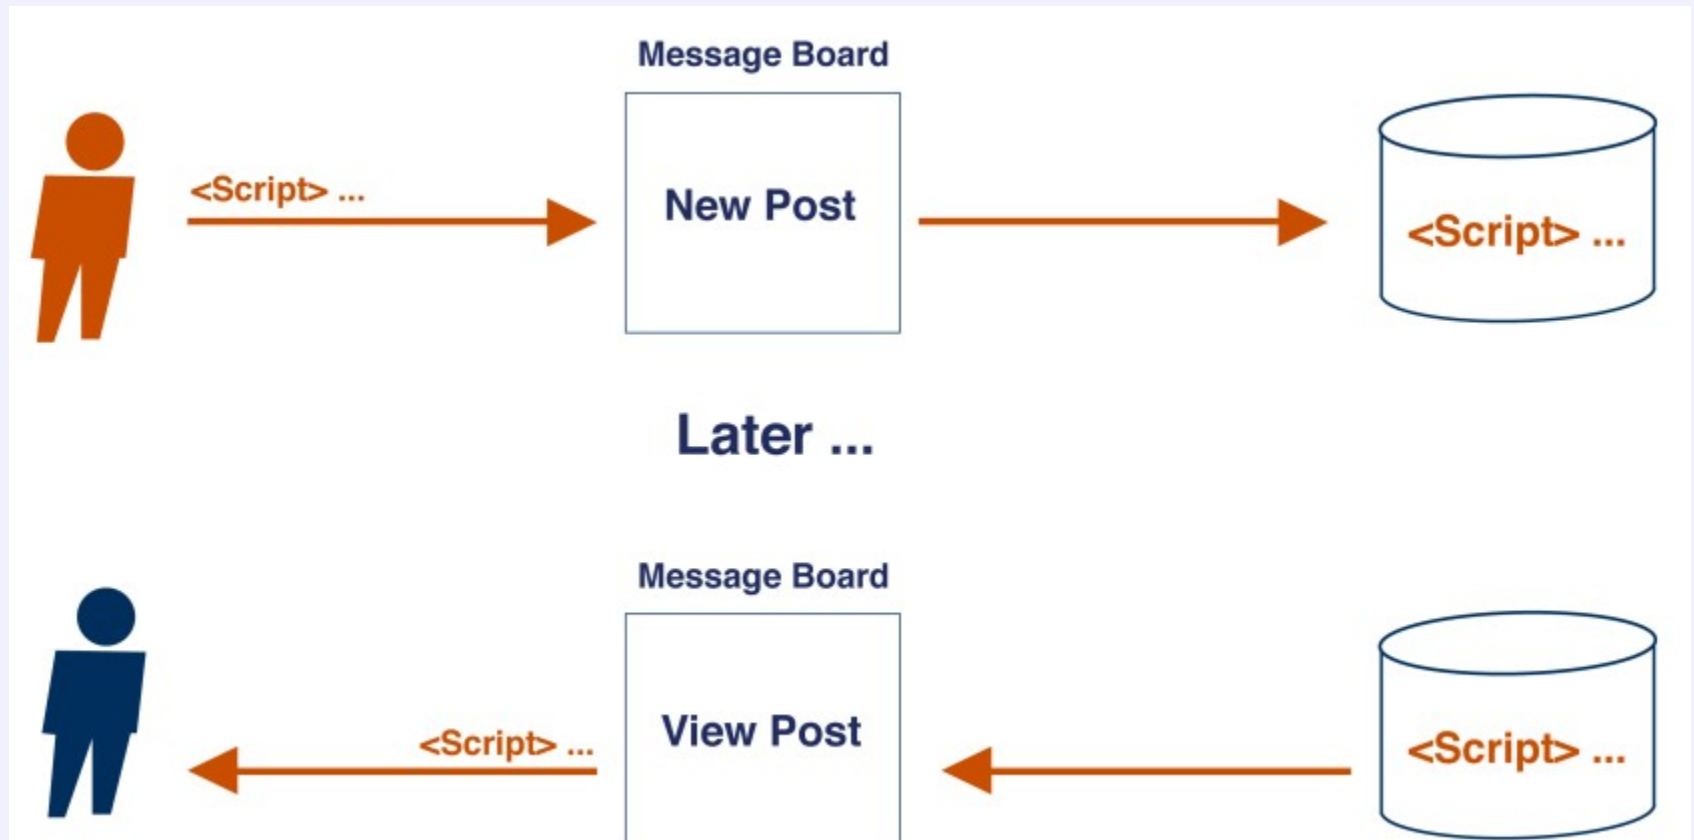 Message Board
<Script> ...
New Post
<Script> ...
Later ...
Message Board
<Script> ...
View Post
<Script> ...